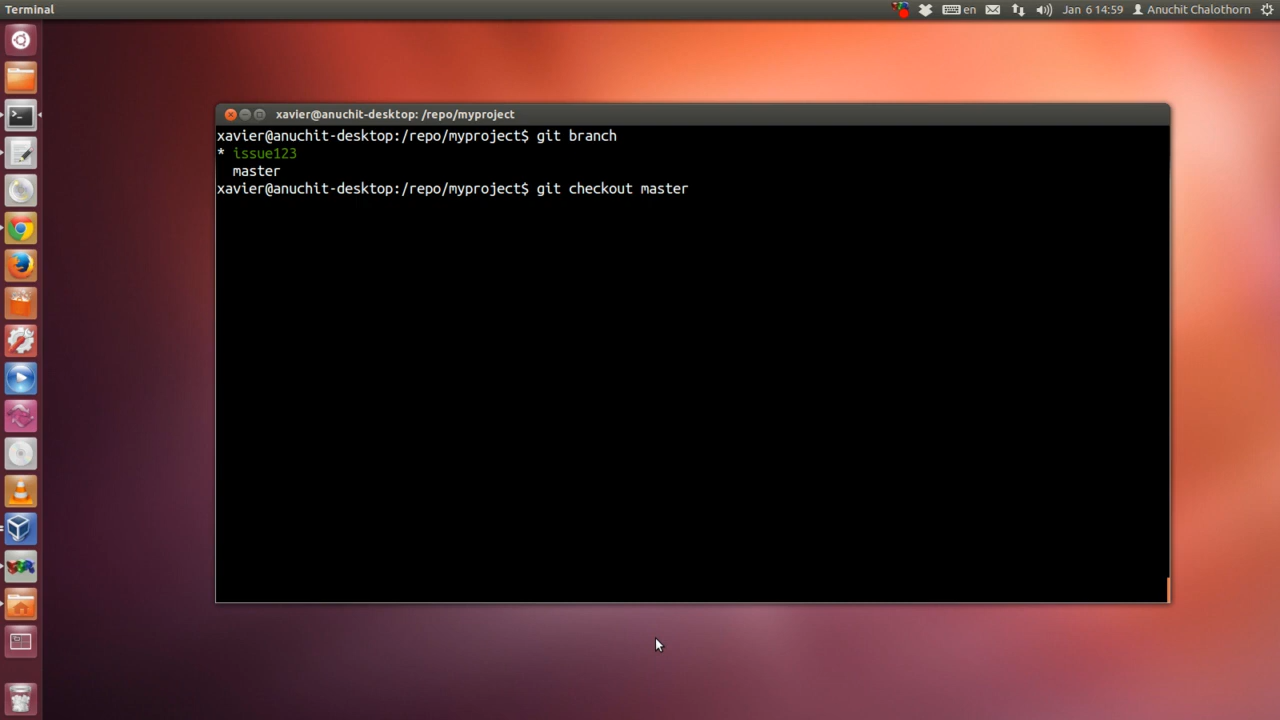 Terminal
en
Jan 6 14:59
Anuchit Chalothorn
xavier@anuchit-desktop: /repo/myproject
xavier@anuchit-desktop:/repo/myproject$ git branch
* issue123
master
xavier@anuchit-desktop:/repo/myproject$ git checkout master